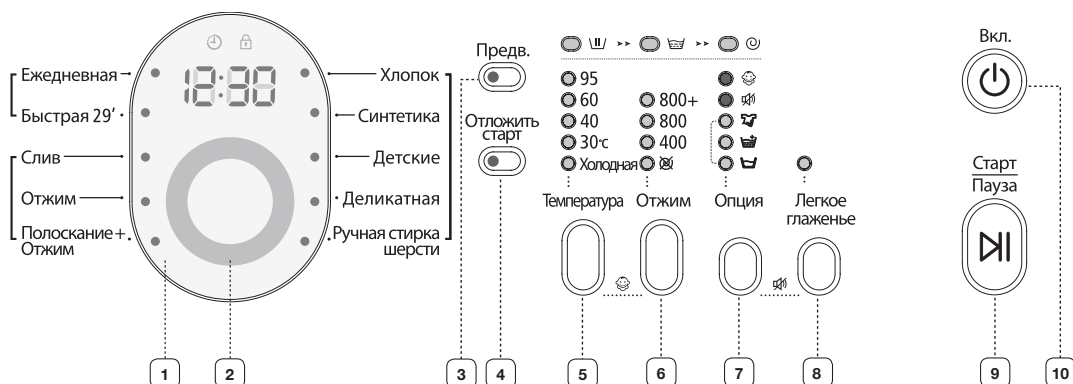 Ежедневная
Быстрая 29′
Слив
Отжим
Полоскание+
Отжим
12:30
Хлопок
Синтетика
Детские
Деликатная
Ручная стирка
шерсти
Предв.
Отложить
старт
95
60
40
30°c
Холодная
800+
800
400
Температура
Отжим
Опция
Легкое
глаженье
Вкл.
Старт
Пауза
1
2
3
4
5
6
7
8
9
10